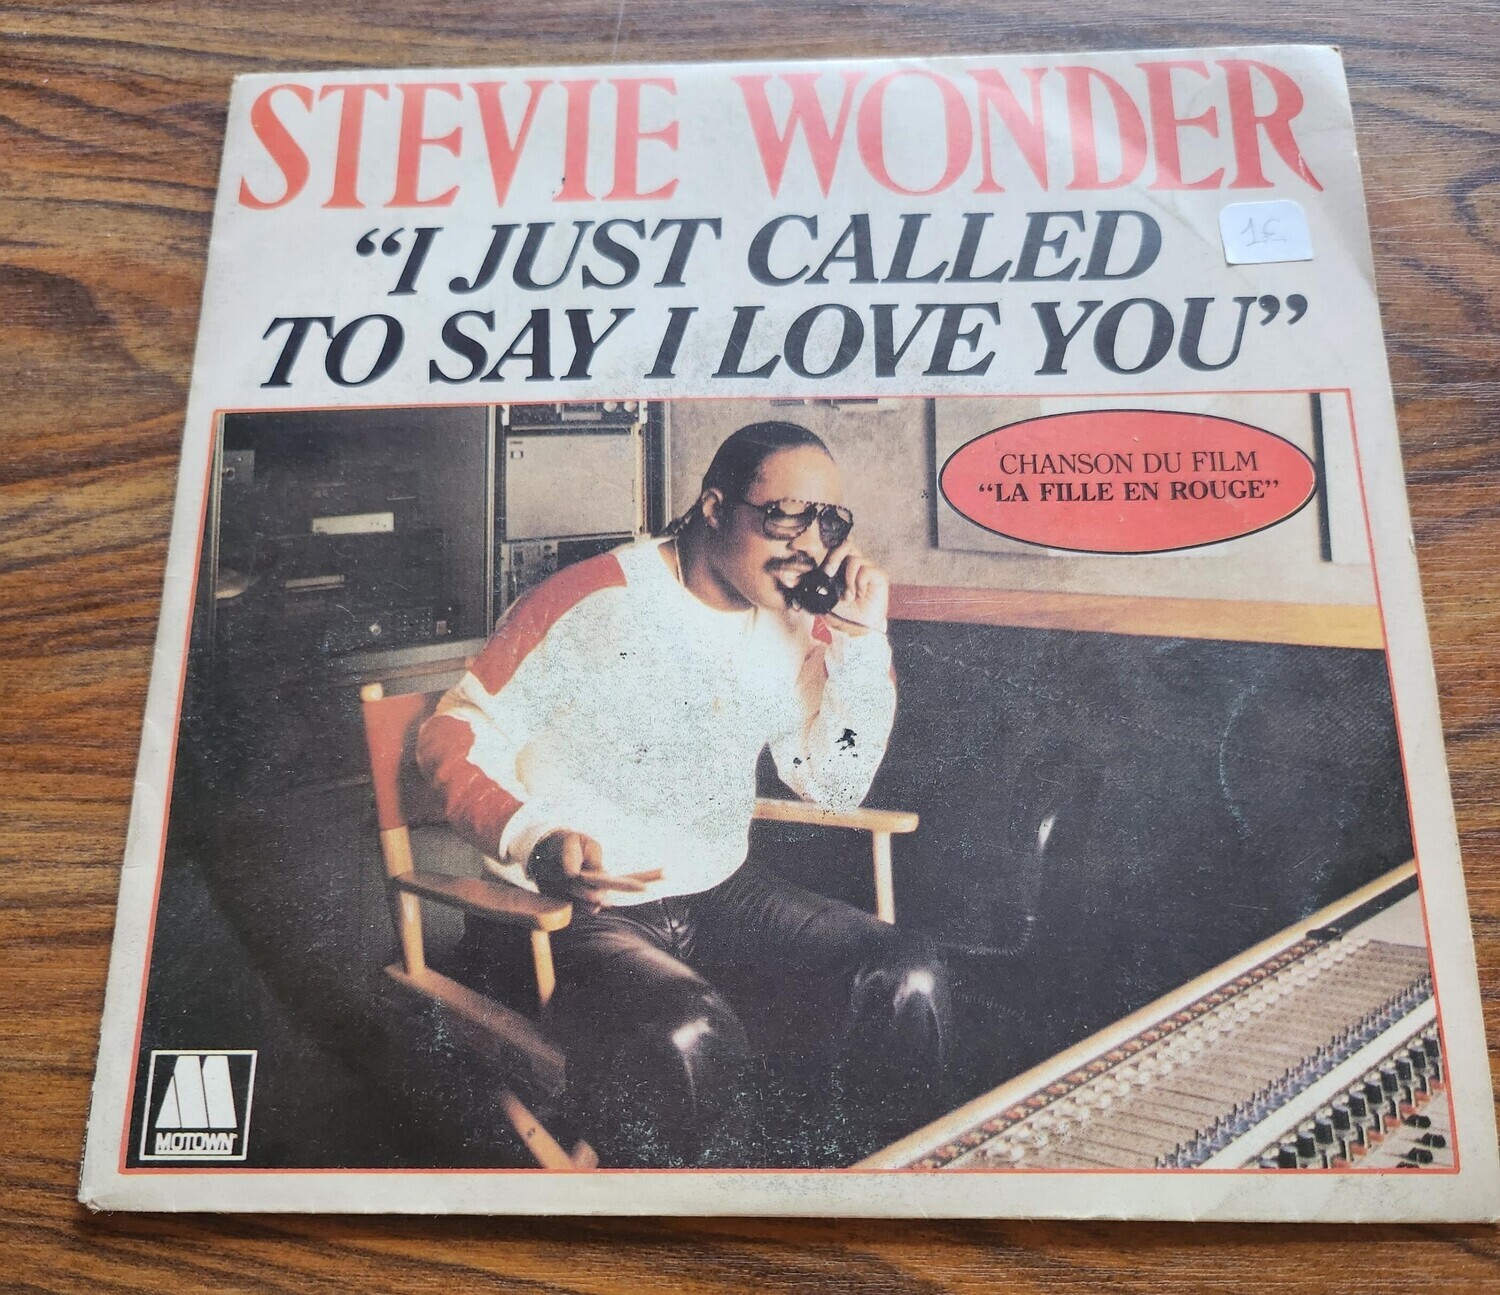 STEVIE WONDER
“I JUST CALLED
TO SAY I LOVE YOU”
1€
CHANSON DU FILM
“LA FILLE EN ROUGE”
MOTOWN